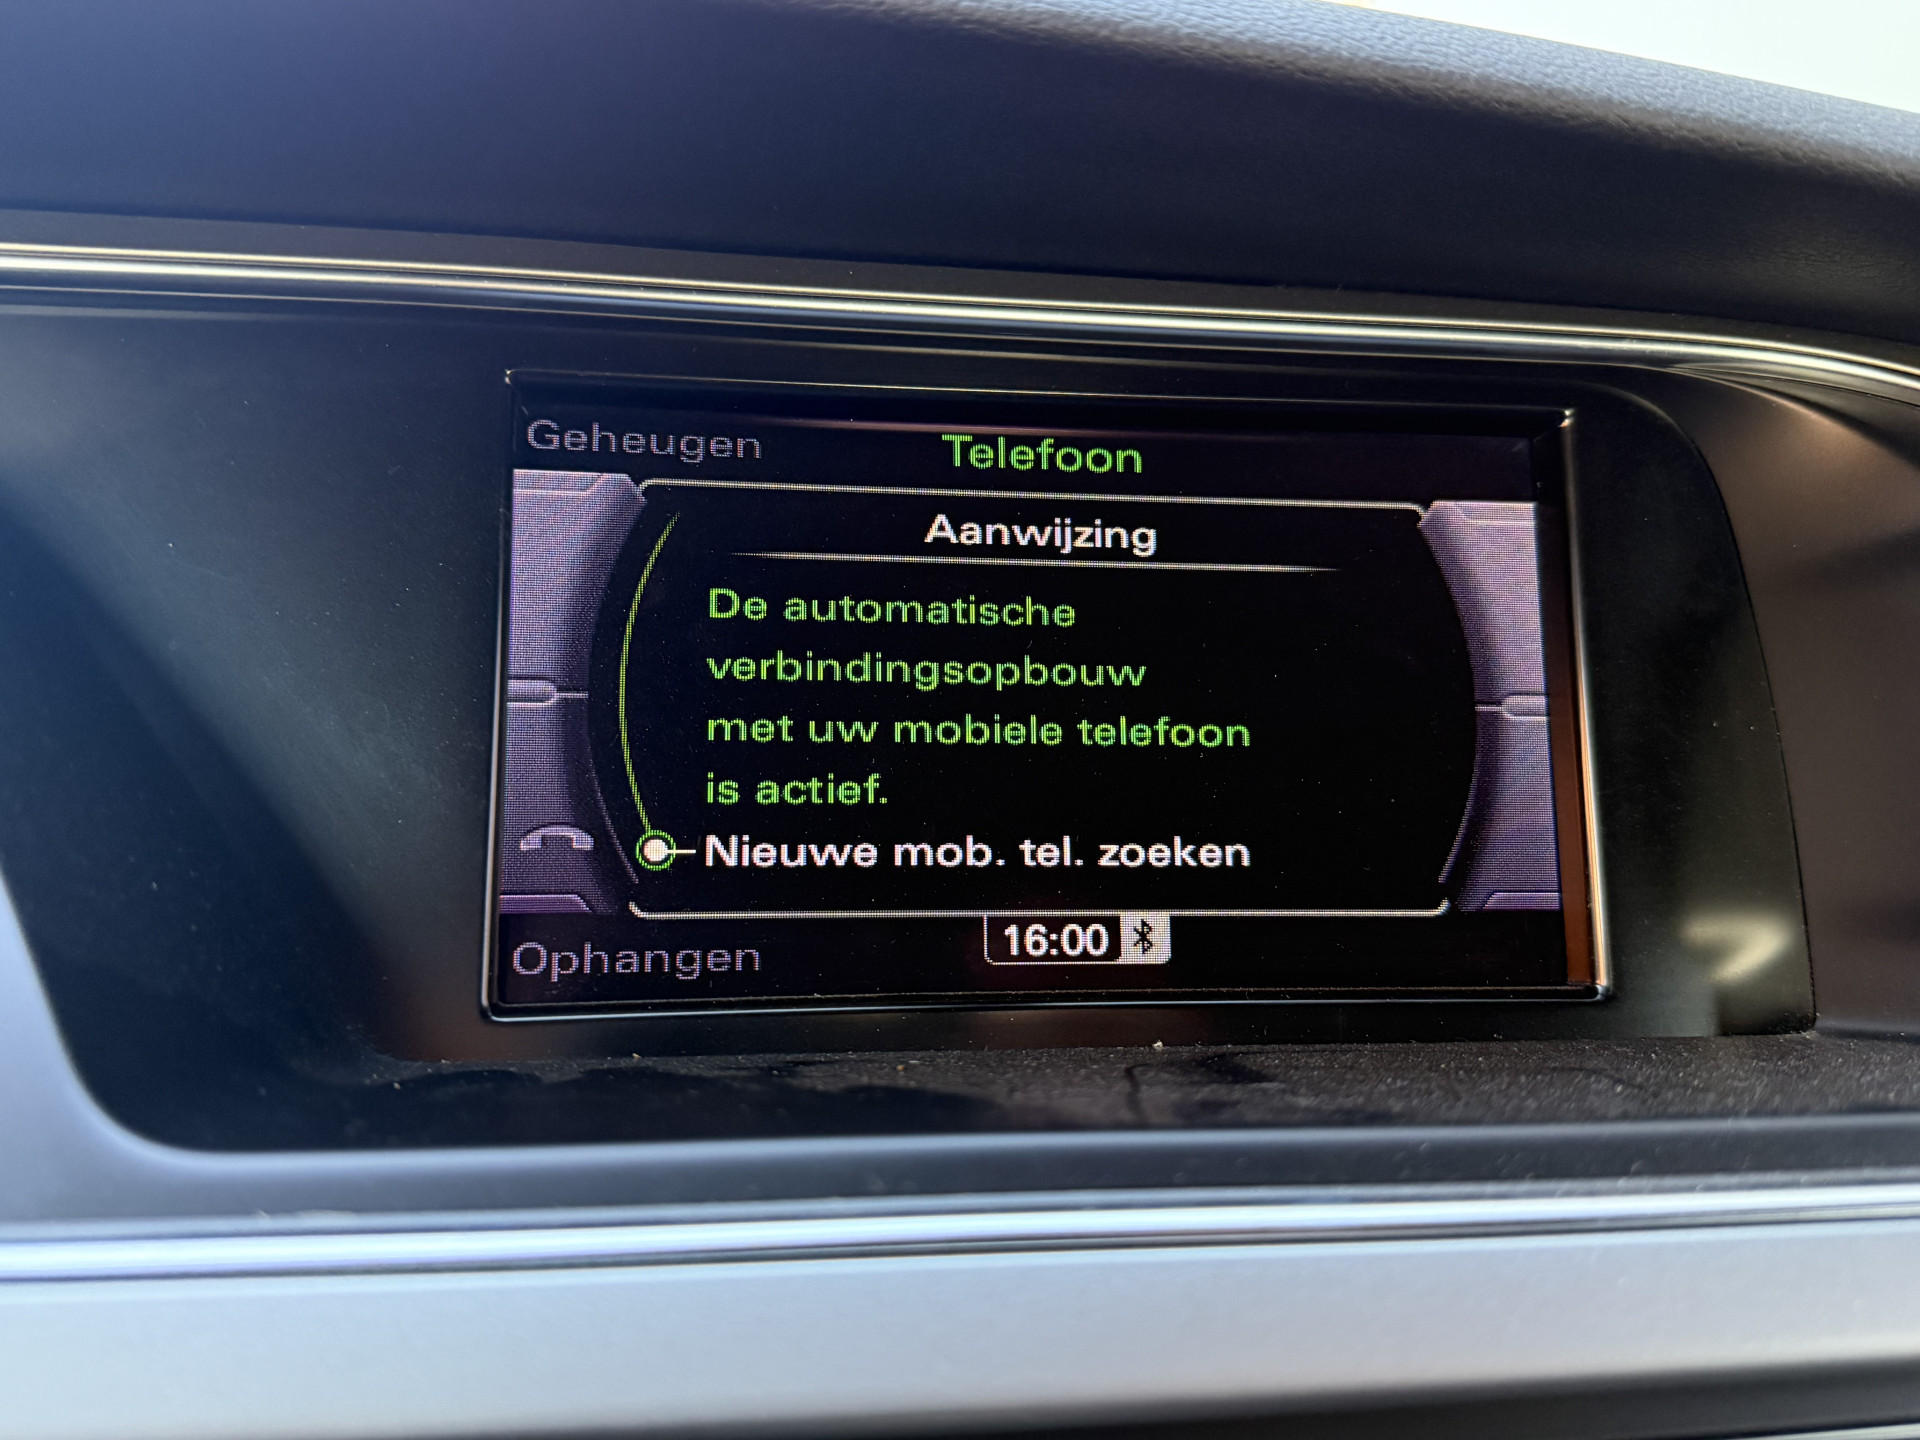 Geheugen
Telefoon
Aanwijzing
De automatische
verbindingsopbouw
met uw mobiele telefoon
is actief.
Nieuwe mob. tel. zoeken
Ophangen
16:00